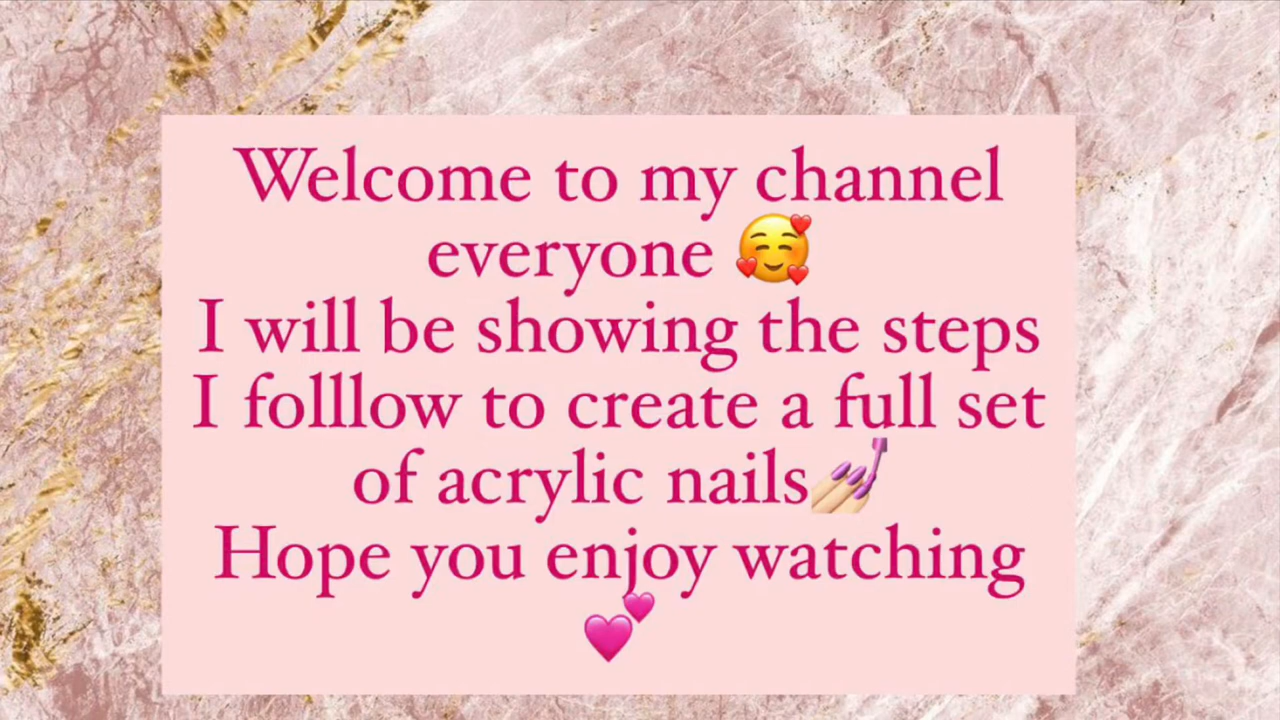 Welcome to my channel
everyone 🥰
I will be showing the steps
I folllow to create a full set
of acrylic nails💅🏼
Hope you enjoy watching
💕